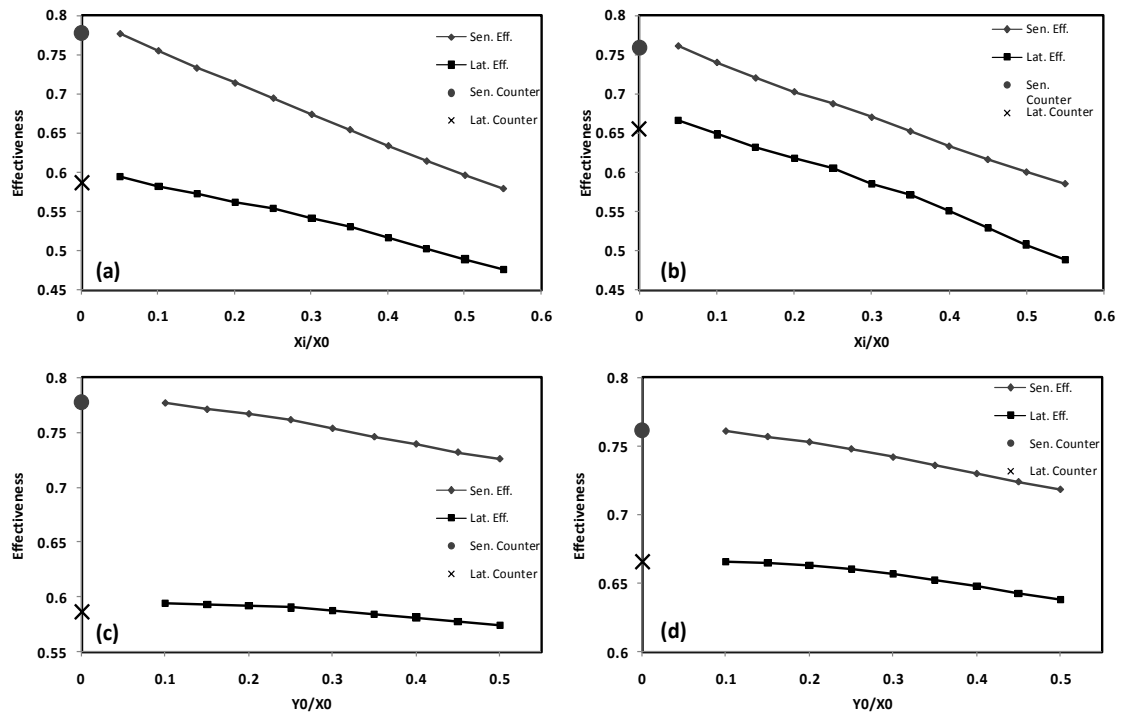 0.8
0.75
0.7
0.65
0.6
0.55
0.5
0.45
Effectiveness
Sen. Eff.
Lat. Eff.
Sen. Counter
Lat. Counter
(a)
0 0.1 0.2 0.3 0.4 0.5 0.6
Xi/X0
0.8
0.75
0.7
0.65
0.6
0.55
0.5
0.45
Effectiveness
Sen. Eff.
Lat. Eff.
Sen.
Counter
Lat. Counter
(b)
0 0.1 0.2 0.3 0.4 0.5 0.6
Xi/X0
0.8
0.75
0.7
0.65
0.6
0.55
Effectiveness
Sen. Eff.
Lat. Eff.
Sen. Counter
Lat. Counter
(c)
0 0.1 0.2 0.3 0.4 0.5
Y0/X0
0.8
0.75
0.7
0.65
0.6
Effectiveness
Sen. Eff.
Lat. Eff.
Sen. Counter
Lat. Counter
(d)
0 0.1 0.2 0.3 0.4 0.5
Y0/X0